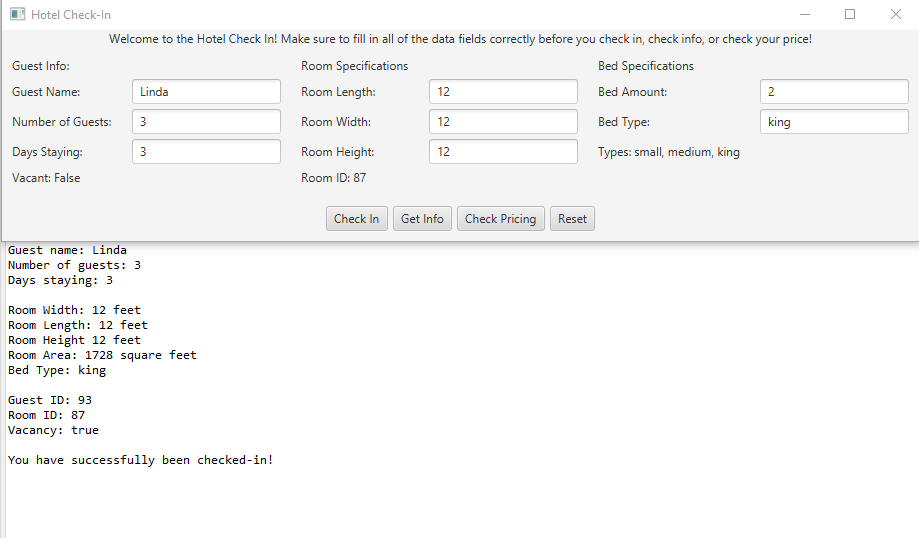 Hotel Check-In
Welcome to the Hotel Check In! Make sure to fill in all of the data fields correctly before you check in, check info, or check your price!
Guest Info: Room Specifications Bed Specifications
Guest Name: Linda Room Length: 12 Bed Amount: 2
Number of Guests: 3 Room Width: 12 Bed Type: king
Days Staying: 3 Room Height: 12 Types: small, medium, king
Vacant: False Room ID: 87
Check In Get Info Check Pricing Reset
Guest name: Linda
Number of guests: 3
Days staying: 3
Room Width: 12 feet
Room Length: 12 feet
Room Height 12 feet
Room Area: 1728 square feet
Bed Type: king
Guest ID: 93
Room ID: 87
Vacancy: true
You have successfully been checked-in!